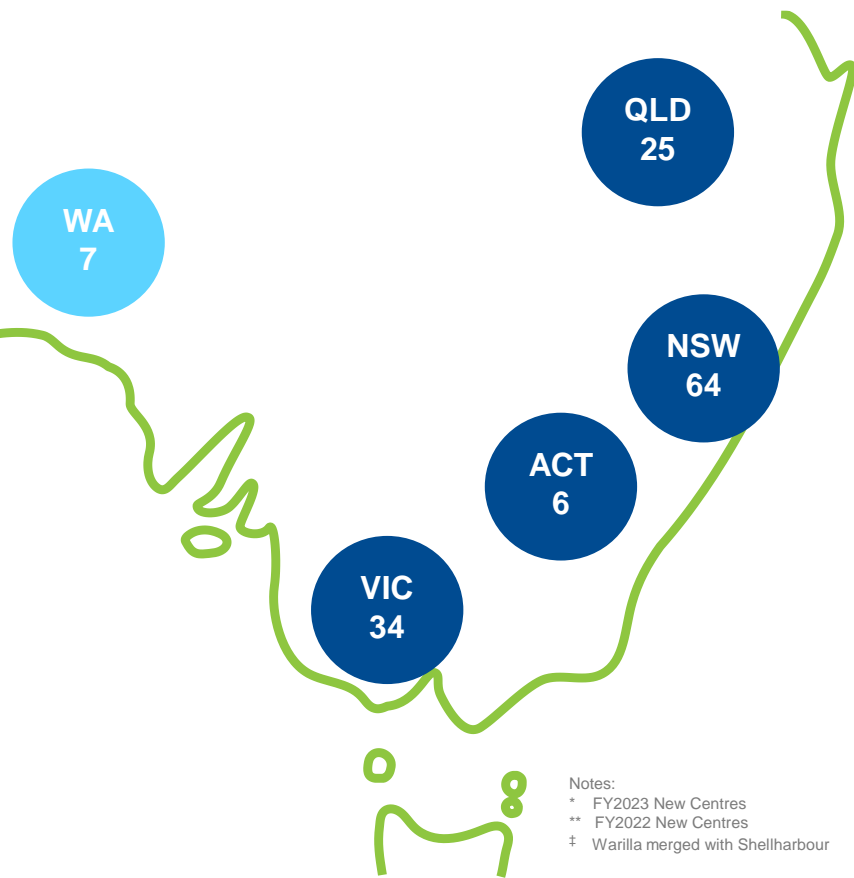 QLD
25
WA
7
NSW
64
ACT
6
VIC
34
Notes:
* FY2023 New Centres
** FY2022 New Centres
‡ Warilla merged with Shellharbour